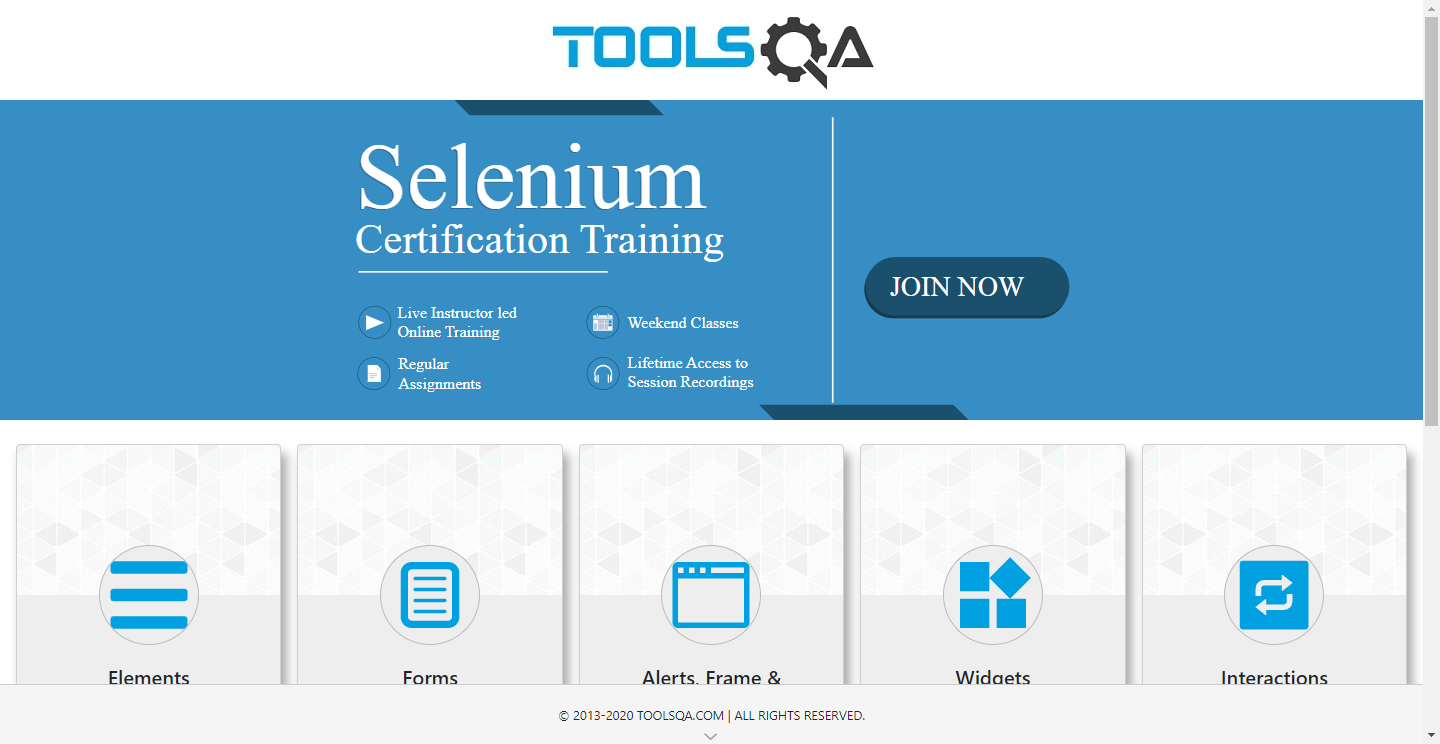 TOOLSQA
Selenium
Certification Training
Live Instructor led
Online Training
Weekend Classes
Regular
Assignments
Lifetime Access to
Session Recordings
JOIN NOW
Elements
Forms
Alerts, Frame &
Widgets
Interactions
© 2013-2020 TOOLSQA.COM | ALL RIGHTS RESERVED.